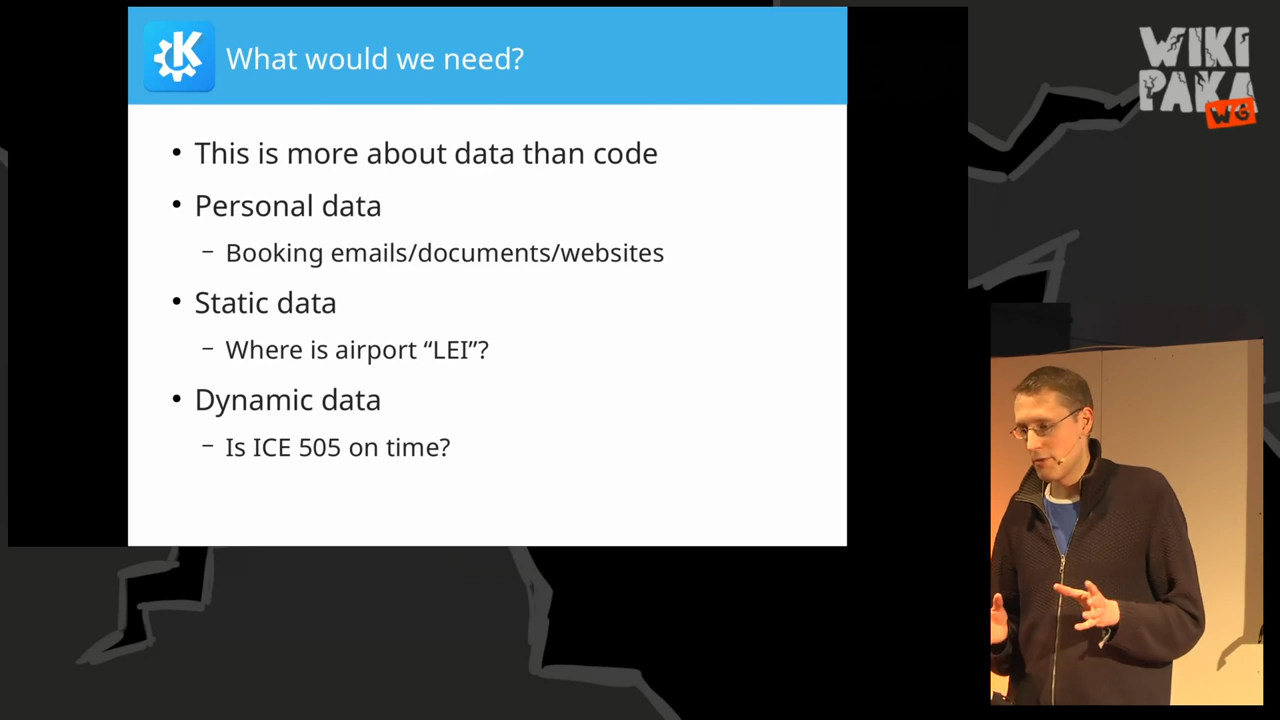 What would we need?
• This is more about data than code
• Personal data
– Booking emails/documents/websites
• Static data
– Where is airport “LEI”?
• Dynamic data
– Is ICE 505 on time?
WIKI
PAKA
WG